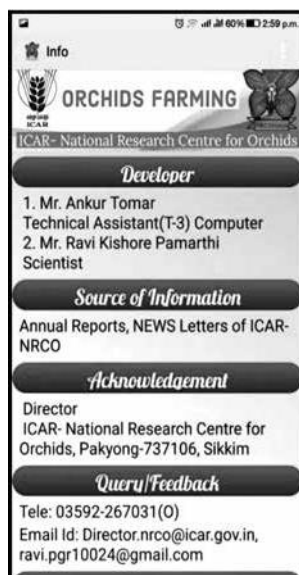 60% 2:59 p.m.
Info
ICAR
ORCHIDS FARMING
ICAR- National Research Centre for Orchids
Developer
1. Mr. Ankur Tomar
Technical Assistant(T-3) Computer
2. Mr. Ravi Kishore Pamarthi
Scientist
Source of Information
Annual Reports, NEWS Letters of ICAR-
NRCO
Acknowledgement
Director
ICAR- National Research Centre for
Orchids, Pakyong-737106, Sikkim
Query/Feedback
Tele: 03592-267031(O)
Email Id: Director.nrco@icar.gov.in,
ravi.pgr10024@gmail.com